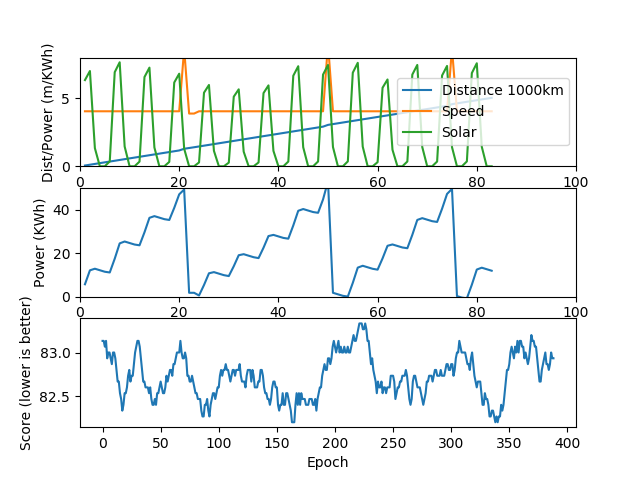 Dist/Power (m/KWh)
5
0
Distance 1000km
Speed
Solar
0 20 40 60 80 100
Power (KWh)
40
20
0
0 20 40 60 80 100
Score (lower is better)
83.0
82.5
0 50 100 150 200 250 300 350 400
Epoch